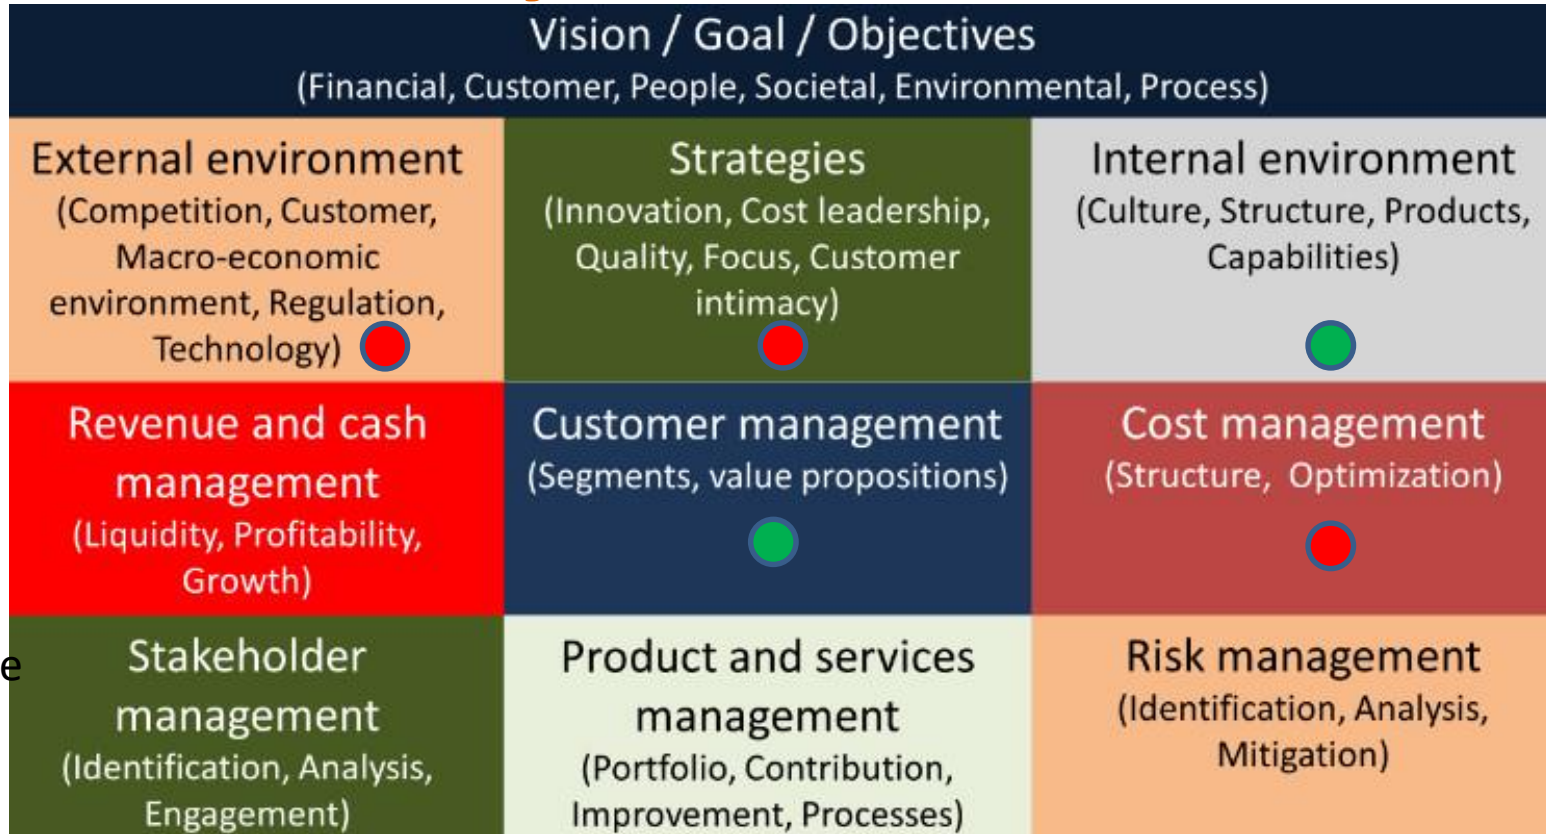 Vision / Goal / Objectives
(Financial, Customer, People, Societal, Environmental, Process)
External environment
(Competition, Customer,
Macro-economic
environment, Regulation,
Technology)
Strategies
(Innovation, Cost leadership,
Quality, Focus, Customer
intimacy)
Internal environment
(Culture, Structure, Products,
Capabilities)
Revenue and cash
management
(Liquidity, Profitability,
Growth)
Customer management
(Segments, value propositions)
Cost management
(Structure, Optimization)
e
Stakeholder
management
(Identification, Analysis,
Engagement)
Product and services
management
(Portfolio, Contribution,
Improvement, Processes)
Risk management
(Identification, Analysis,
Mitigation)